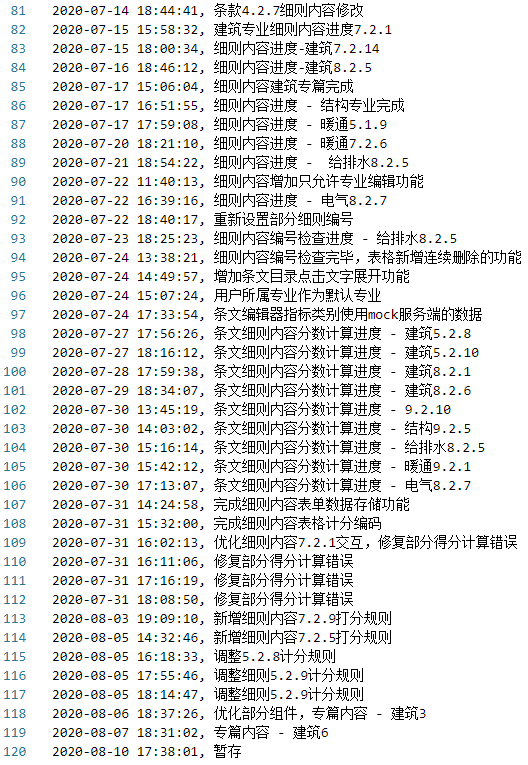 81 2020-07-14 18:44:41, 条款4.2.7细则内容修改
82 2020-07-15 15:58:32, 建筑专业细则内容进度7.2.1
83 2020-07-15 18:00:34, 细则内容进度-建筑7.2.14
84 2020-07-16 18:46:12, 细则内容进度-建筑8.2.5
85 2020-07-17 15:06:04, 细则内容建筑专篇完成
86 2020-07-17 16:51:55, 细则内容进度 - 结构专业完成
87 2020-07-17 17:59:08, 细则内容进度 - 暖通5.1.9
88 2020-07-20 18:21:10, 细则内容进度 - 暖通7.2.6
89 2020-07-21 18:54:22, 细则内容进度 -  给排水8.2.5
90 2020-07-22 11:40:13, 细则内容增加只允许专业编辑功能
91 2020-07-22 16:39:16, 细则内容进度 - 电气8.2.7
92 2020-07-22 18:40:17, 重新设置部分细则编号
93 2020-07-23 18:25:23, 细则内容编号检查进度 - 给排水8.2.5
94 2020-07-24 13:38:21, 细则内容编号检查完毕，表格新增连续删除的功能
95 2020-07-24 14:49:57, 增加条文目录点击文字展开功能
96 2020-07-24 15:07:24, 用户所属专业作为默认专业
97 2020-07-24 17:33:54, 条文编辑器指标类别使用mock服务端的数据
98 2020-07-27 17:56:26, 条文细则内容分数计算进度 - 建筑5.2.8
99 2020-07-27 18:16:12, 条文细则内容分数计算进度 - 建筑5.2.10
100 2020-07-28 17:59:38, 条文细则内容分数计算进度 - 建筑8.2.1
101 2020-07-29 18:34:07, 条文细则内容分数计算进度 - 建筑8.2.6
102 2020-07-30 13:45:19, 条文细则内容分数计算进度 - 9.2.10
103 2020-07-30 14:03:02, 条文细则内容分数计算进度 - 结构9.2.5
104 2020-07-30 15:16:14, 条文细则内容分数计算进度 - 给排水8.2.5
105 2020-07-30 15:42:12, 条文细则内容分数计算进度 - 暖通9.2.1
106 2020-07-30 17:13:07, 条文细则内容分数计算进度 - 电气8.2.7
107 2020-07-31 14:24:58, 完成细则内容表单数据存储功能
108 2020-07-31 15:32:00, 完成细则内容表格计分编码
109 2020-07-31 16:02:13, 优化细则内容7.2.1交互，修复部分得分计算错误
110 2020-07-31 16:11:06, 修复部分得分计算错误
111 2020-07-31 17:16:19, 修复部分得分计算错误
112 2020-07-31 18:08:50, 修复部分得分计算错误
113 2020-08-03 19:09:10, 新增细则内容7.2.9打分规则
114 2020-08-05 14:32:46, 新增细则内容7.2.5打分规则
115 2020-08-05 16:18:33, 调整5.2.8计分规则
116 2020-08-05 17:55:46, 调整细则5.2.9计分规则
117 2020-08-05 18:14:47, 调整细则5.2.9计分规则
118 2020-08-06 18:37:26, 优化部分组件，专篇内容 - 建筑3
119 2020-08-07 18:31:02, 专篇内容 - 建筑6
120 2020-08-10 17:38:01, 暂存